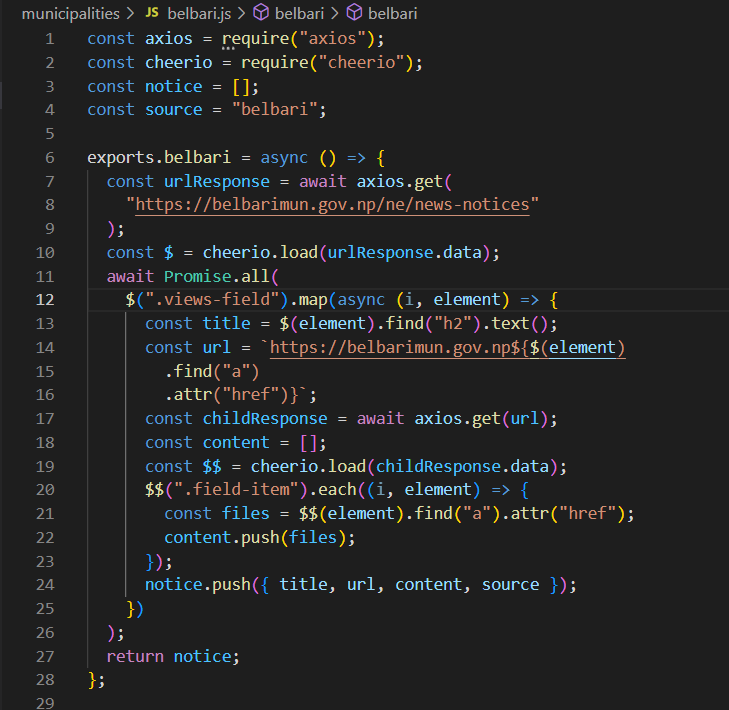 municipalities > JS belbari.js > belbari > belbari
1 const axios = require("axios");
2 const cheerio = require("cheerio");
3 const notice = [];
4 const source = "belbari";
5
6 exports.belbari = async () => {
7   const urlResponse = await axios.get(
8     "https://belbarimun.gov.np/ne/news-notices"
9   );
10   const $ = cheerio.load(urlResponse.data);
11   await Promise.all(
12     $(".views-field").map(async (i, element) => {
13       const title = $(element).find("h2").text();
14       const url = `https://belbarimun.gov.np${$(element)
15         .find("a")
16         .attr("href")}`;
17       const childResponse = await axios.get(url);
18       const content = [];
19       const $$ = cheerio.load(childResponse.data);
20       $$(".field-item").each((i, element) => {
21         const files = $$(element).find("a").attr("href");
22         content.push(files);
23       });
24       notice.push({ title, url, content, source });
25     })
26   );
27   return notice;
28 };
29